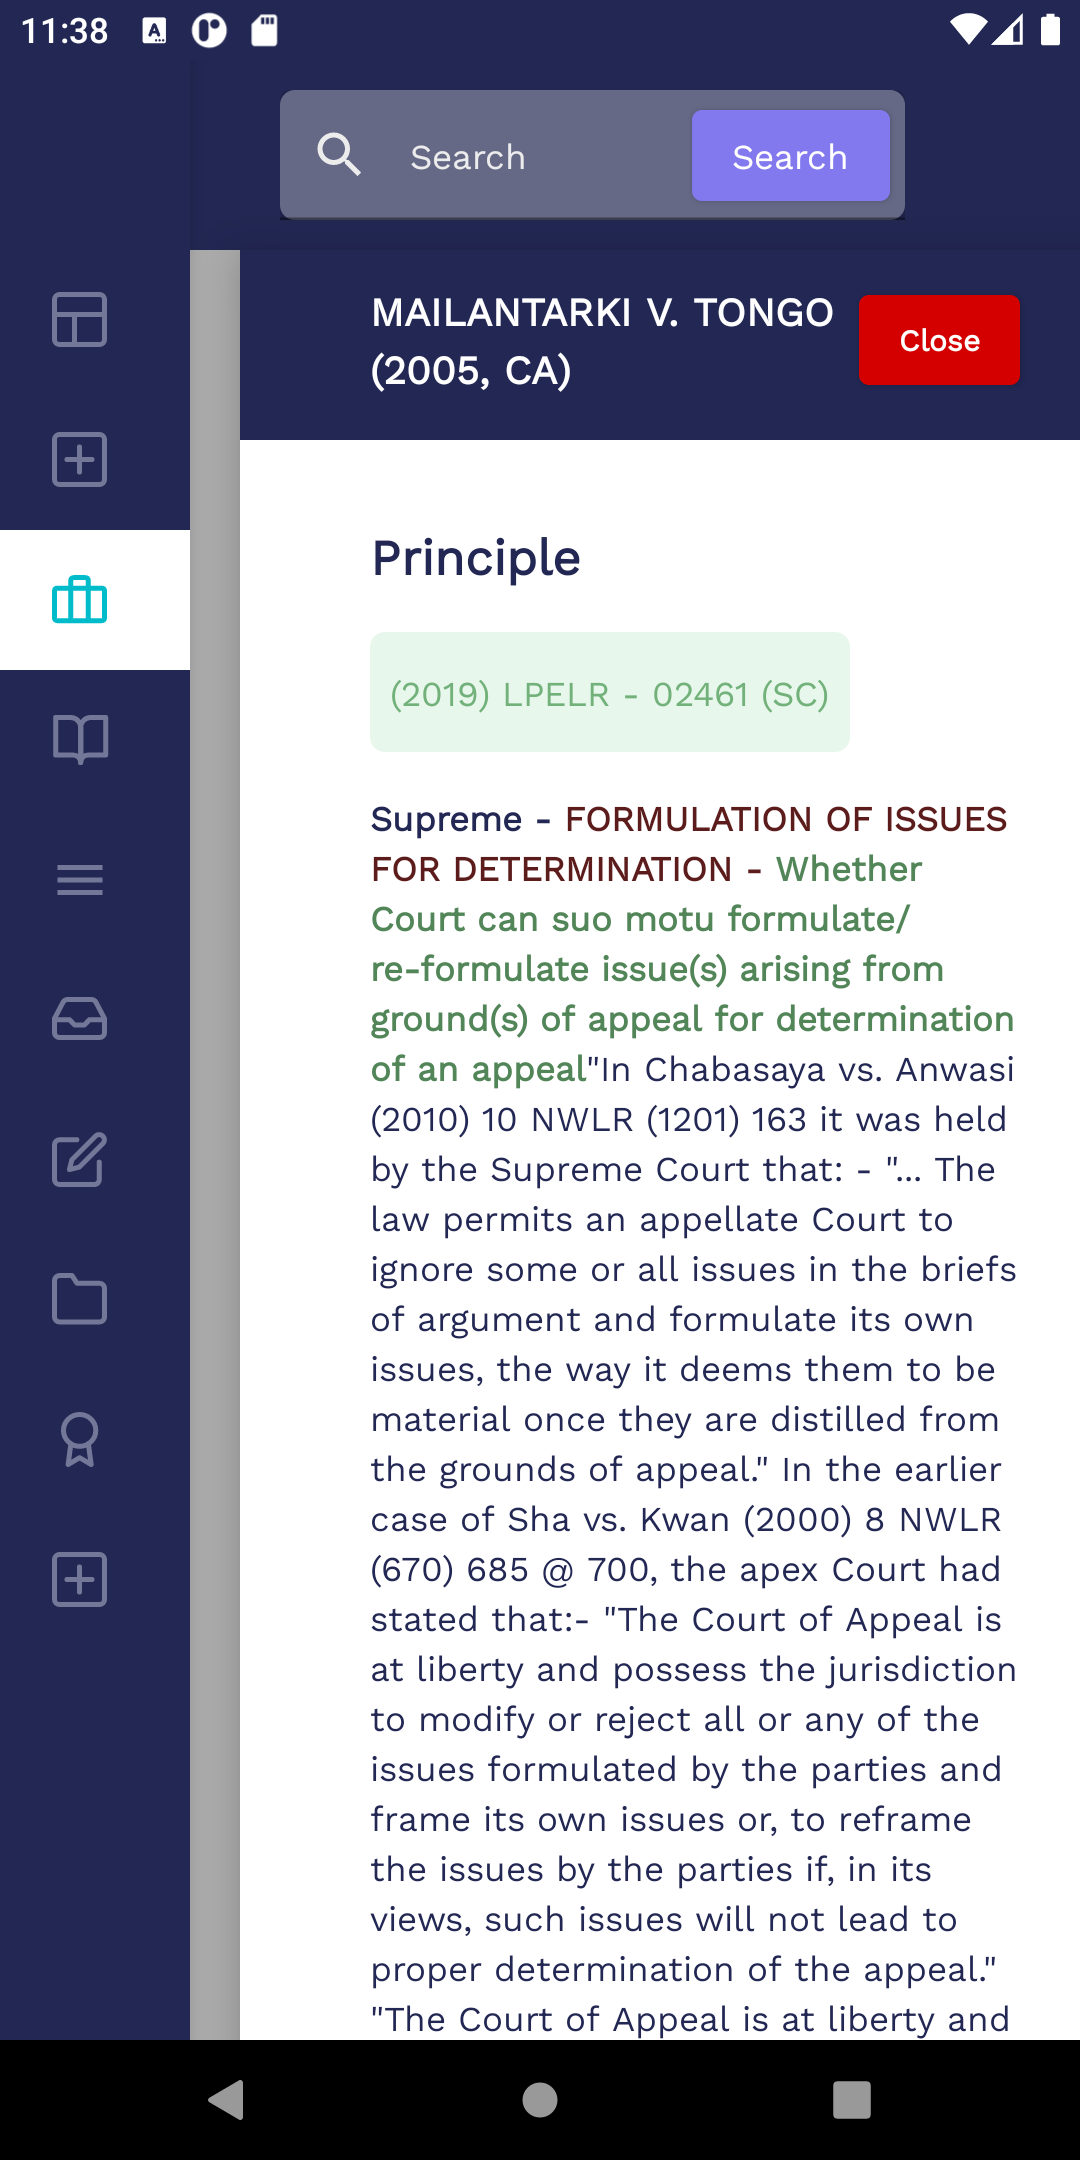 11:38
Search Search
MAILANTARKI V. TONGO
(2005, CA)
Close
Principle
(2019) LPELR - 02461 (SC)
Supreme - FORMULATION OF ISSUES
FOR DETERMINATION - Whether
Court can suo motu formulate/
re-formulate issue(s) arising from
ground(s) of appeal for determination
of an appeal"In Chabasaya vs. Anwasi
(2010) 10 NWLR (1201) 163 it was held
by the Supreme Court that: - "... The
law permits an appellate Court to
ignore some or all issues in the briefs
of argument and formulate its own
issues, the way it deems them to be
material once they are distilled from
the grounds of appeal." In the earlier
case of Sha vs. Kwan (2000) 8 NWLR
(670) 685 @ 700, the apex Court had
stated that:- "The Court of Appeal is
at liberty and possess the jurisdiction
to modify or reject all or any of the
issues formulated by the parties and
frame its own issues or, to reframe
the issues by the parties if, in its
views, such issues will not lead to
proper determination of the appeal."
"The Court of Appeal is at liberty and